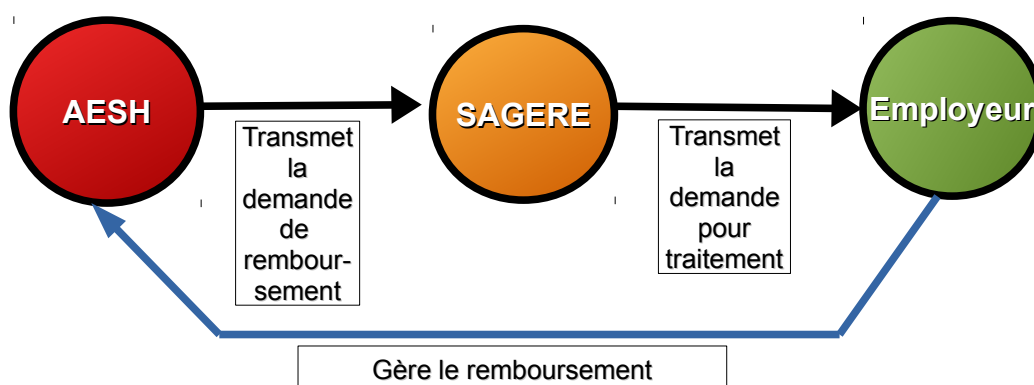 AESH
SAGERE
Employeur
Transmet
la
demande
de
rembour-
sement
Transmet
la
demande
pour
traitement
Gère le remboursement